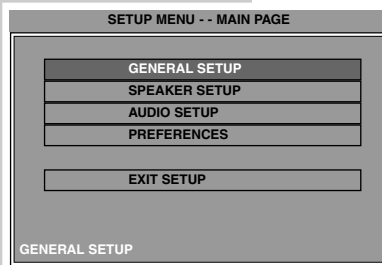 SETUP MENU - - MAIN PAGE
GENERAL SETUP
SPEAKER SETUP
AUDIO SETUP
PREFERENCES
EXIT SETUP
GENERAL SETUP